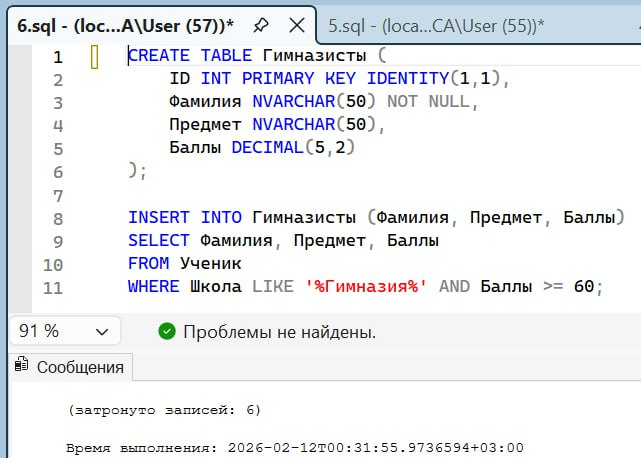 6.sql - (loc...A\User (57))* 5.sql - (loca...CA\User (55))*
1 CREATE TABLE Гимназисты (
2 ID INT PRIMARY KEY IDENTITY(1,1),
3 Фамилия NVARCHAR(50) NOT NULL,
4 Предмет NVARCHAR(50),
5 Баллы DECIMAL(5,2)
6 );
7
8 INSERT INTO Гимназисты (Фамилия, Предмет, Баллы)
9 SELECT Фамилия, Предмет, Баллы
10 FROM Ученик
11 WHERE Школа LIKE '%Гимназия%' AND Баллы >= 60;
91 % Проблемы не найдены.
Сообщения
(затронуто записей: 6)
Время выполнения: 2026-02-12T00:31:55.9736594+03:00